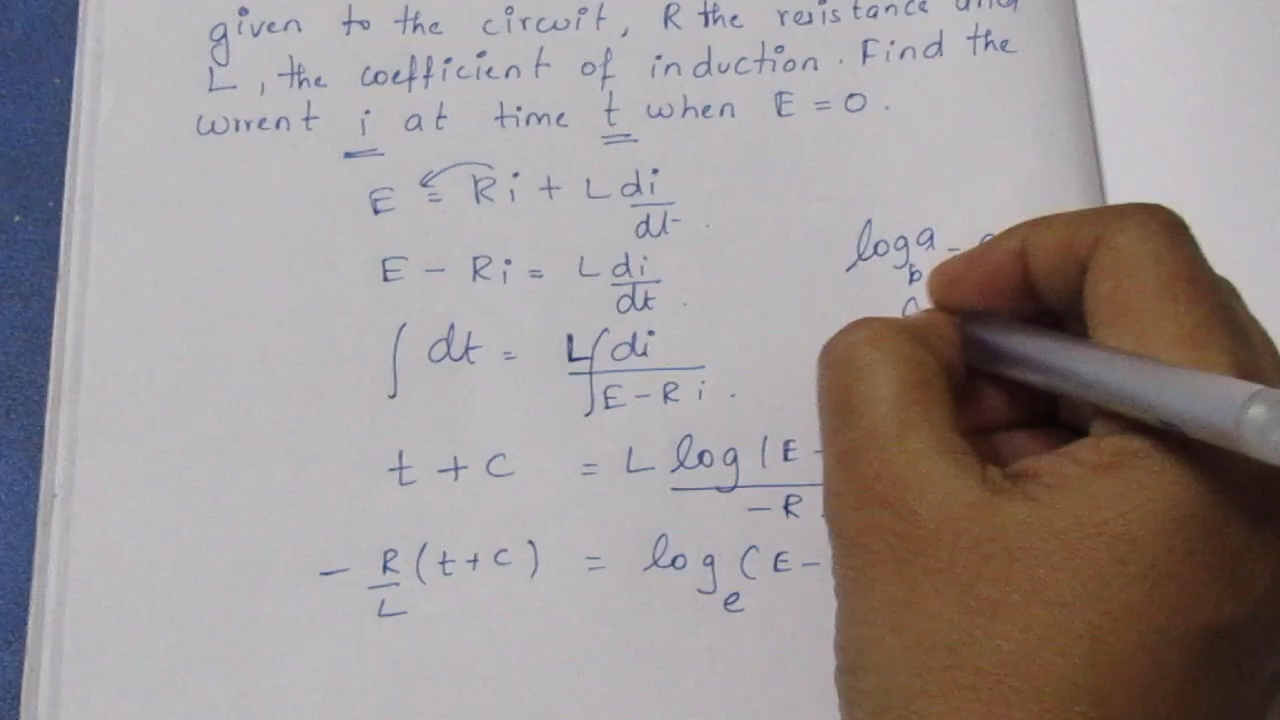 given to the circuit, R the resistance and
L, the coefficient of induction. Find the
current i at time t when E = 0.
E = Ri + L di/dt.
E - Ri = L di/dt.
∫ dt = L ∫ di / E - Ri.
log_b a =
t + c = L log (E - / -R
- R/L (t + c) = log_e (E -